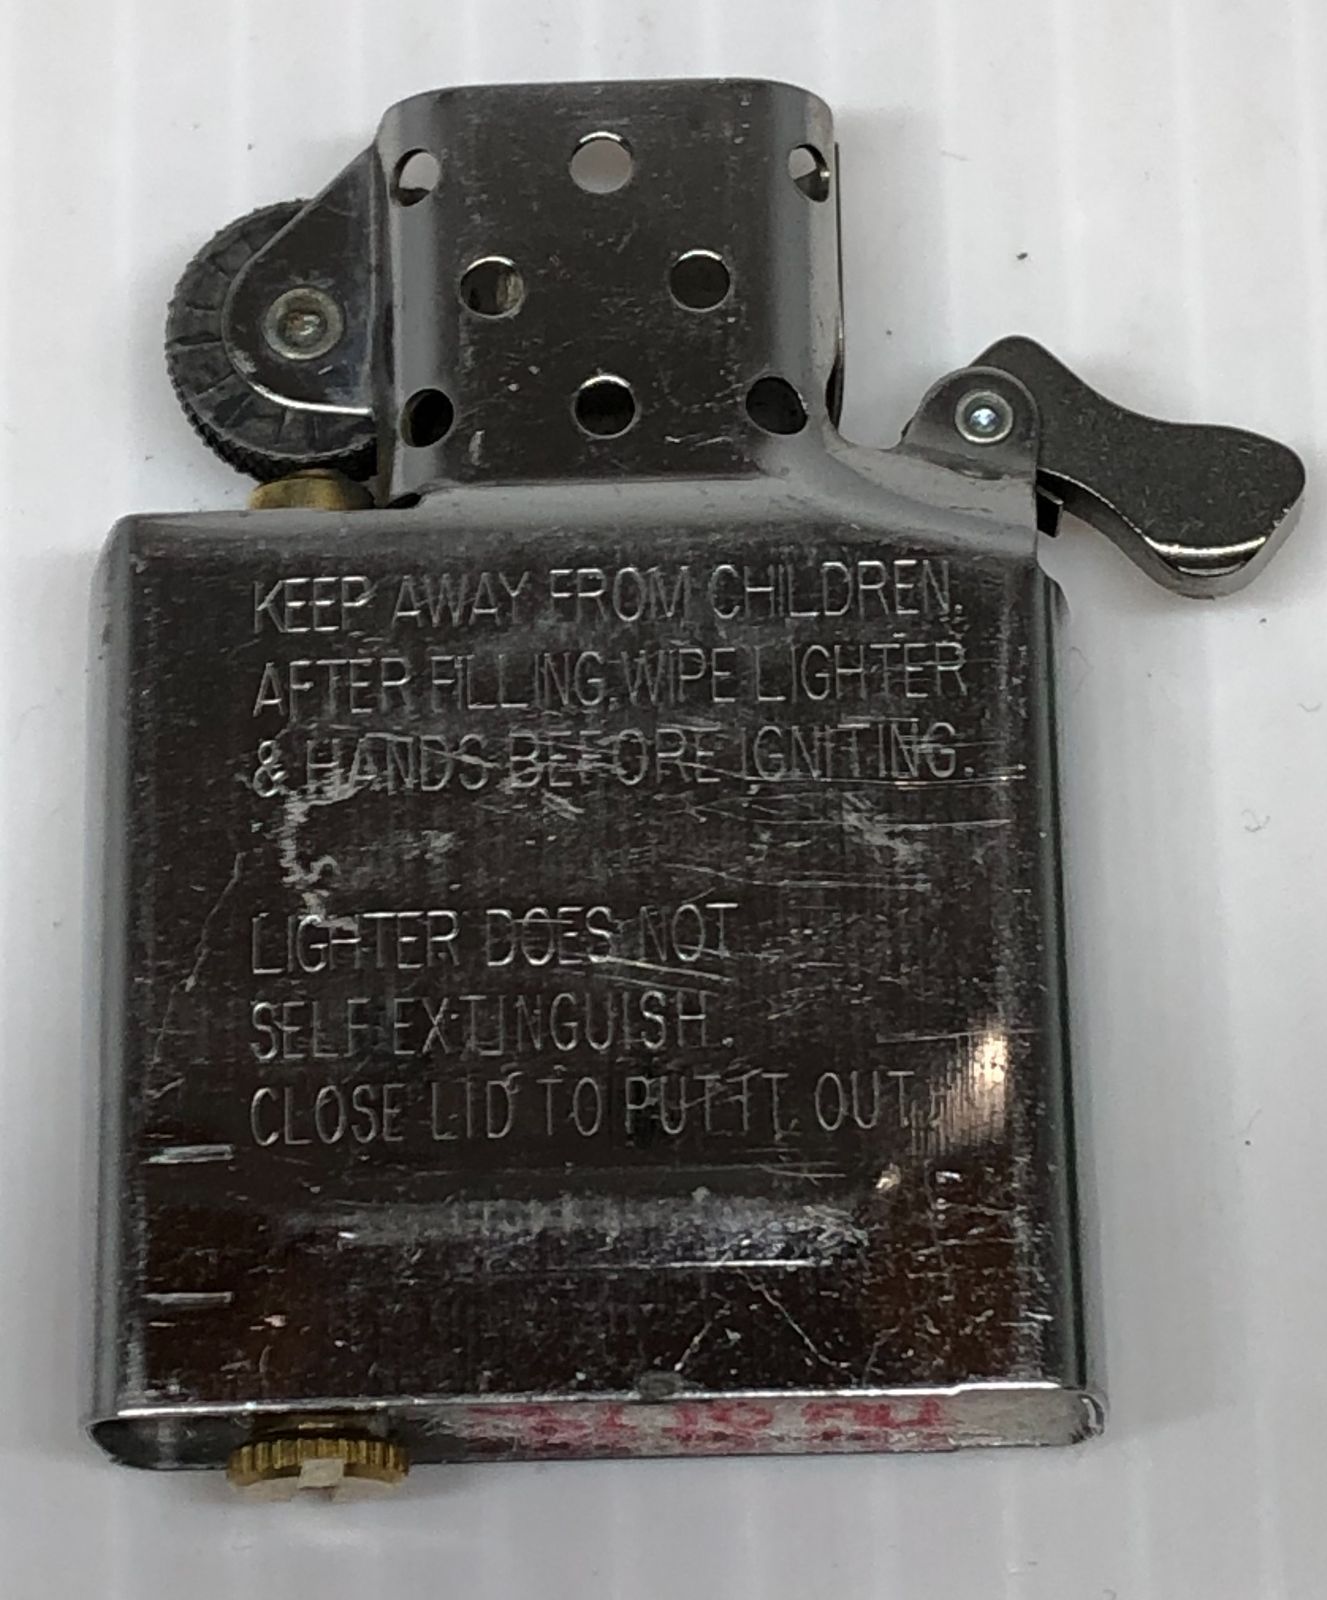 KEEP AWAY FROM CHILDREN.
AFTER FILLING, WIPE LIGHTER
& HANDS BEFORE IGNITING.
LIGHTER DOES NOT
SELF EXTINGUISH.
CLOSE LID TO PUT IT OUT.